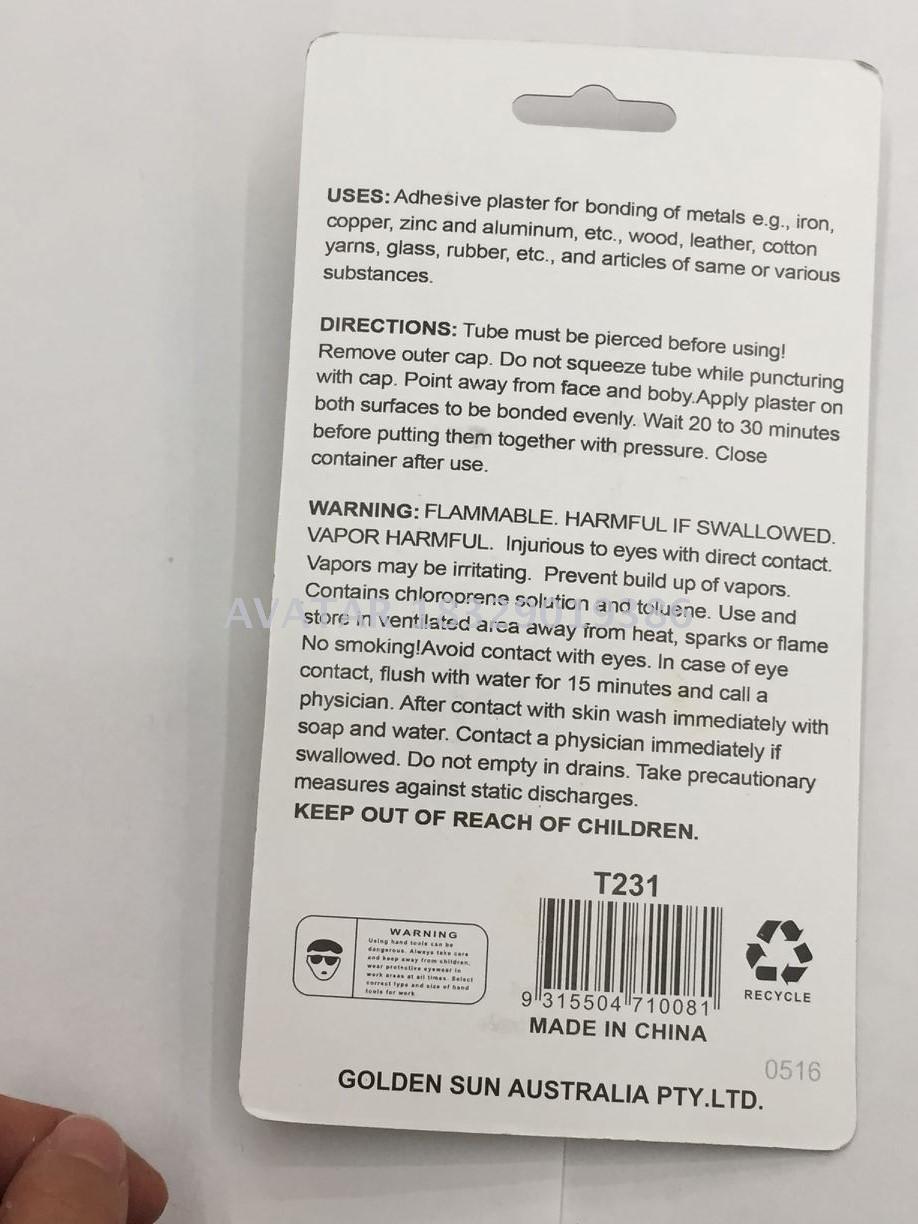 USES: Adhesive plaster for bonding of metals e.g., iron,
copper, zinc and aluminum, etc., wood, leather, cotton
yarns, glass, rubber, etc., and articles of same or various
substances.
DIRECTIONS: Tube must be pierced before using!
Remove outer cap. Do not squeeze tube while puncturing
with cap. Point away from face and boby.Apply plaster on
both surfaces to be bonded evenly. Wait 20 to 30 minutes
before putting them together with pressure. Close
container after use.
WARNING: FLAMMABLE. HARMFUL IF SWALLOWED.
VAPOR HARMFUL. Injurious to eyes with direct contact.
Vapors may be irritating. Prevent build up of vapors.
Contains chloroprene solution and toluene. Use and
AVATAR 18329019386
store in ventilated area away from heat, sparks or flame
No smoking!Avoid contact with eyes. In case of eye
contact, flush with water for 15 minutes and call a
physician. After contact with skin wash immediately with
soap and water. Contact a physician immediately if
swallowed. Do not empty in drains. Take precautionary
measures against static discharges.
KEEP OUT OF REACH OF CHILDREN.
T231
WARNING
Using hand tools can be
dangerous. Always take care
and keep away from children,
wear protective eyewear in
work areas at all times. Select
correct type and size of hand
tools for work
9 315504 710081
RECYCLE
MADE IN CHINA
0516
GOLDEN SUN AUSTRALIA PTY.LTD.